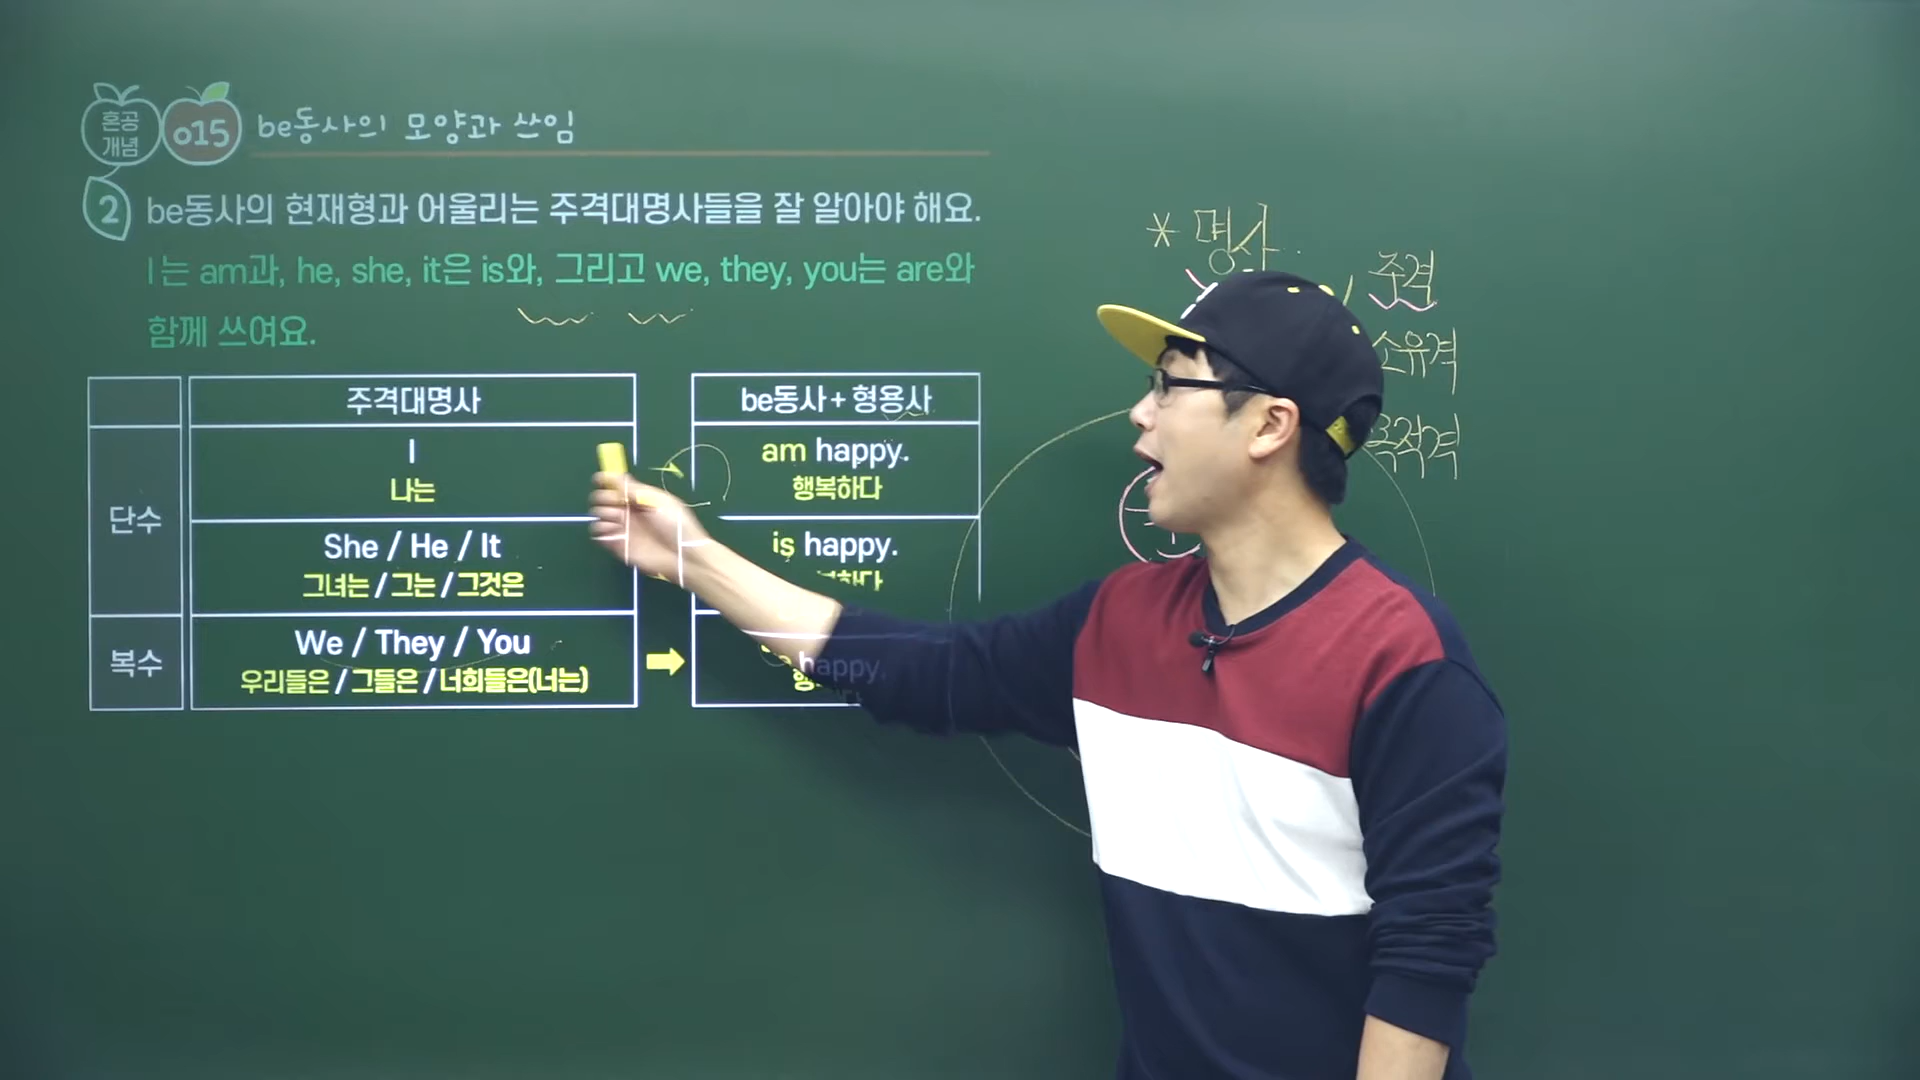 혼공
개념
015 be동사의 모양과 쓰임
2 be동사의 현재형과 어울리는 주격대명사들을 잘 알아야 해요.
I는 am과, he, she, it은 is와, 그리고 we, they, you는 are와
함께 쓰여요.
주격대명사 be동사 + 형용사
단수
I am happy.
나는 행복하다
She / He / It is happy.
그녀는 / 그는 / 그것은
복수
We / They / You happy.
우리들은 / 그들은 / 너희들은(너는)
* 명사
주격
소유격
목적격